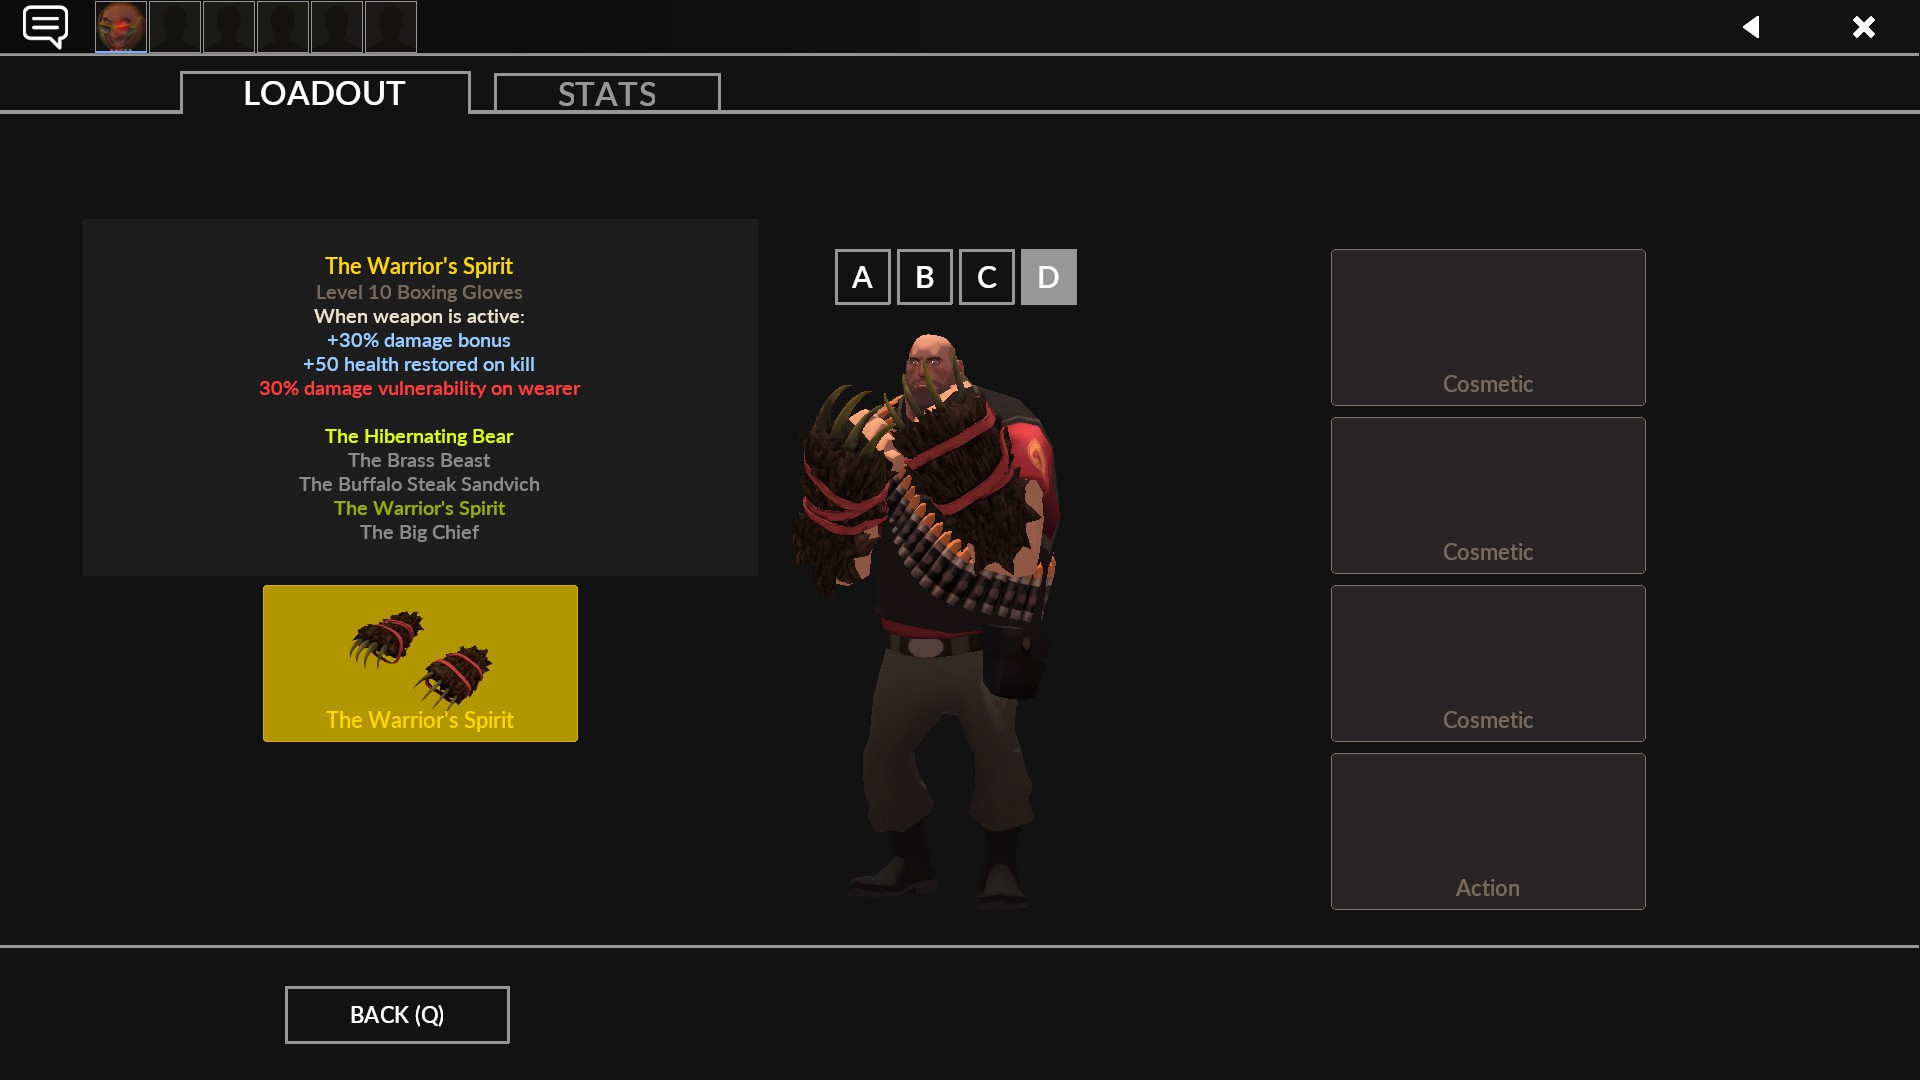 LOADOUT
STATS
The Warrior's Spirit
Level 10 Boxing Gloves
When weapon is active:
+30% damage bonus
+50 health restored on kill
30% damage vulnerability on wearer
The Hibernating Bear
The Brass Beast
The Buffalo Steak Sandvich
The Warrior's Spirit
The Big Chief
The Warrior's Spirit
A B C D
Cosmetic
Cosmetic
Cosmetic
Action
BACK (Q)